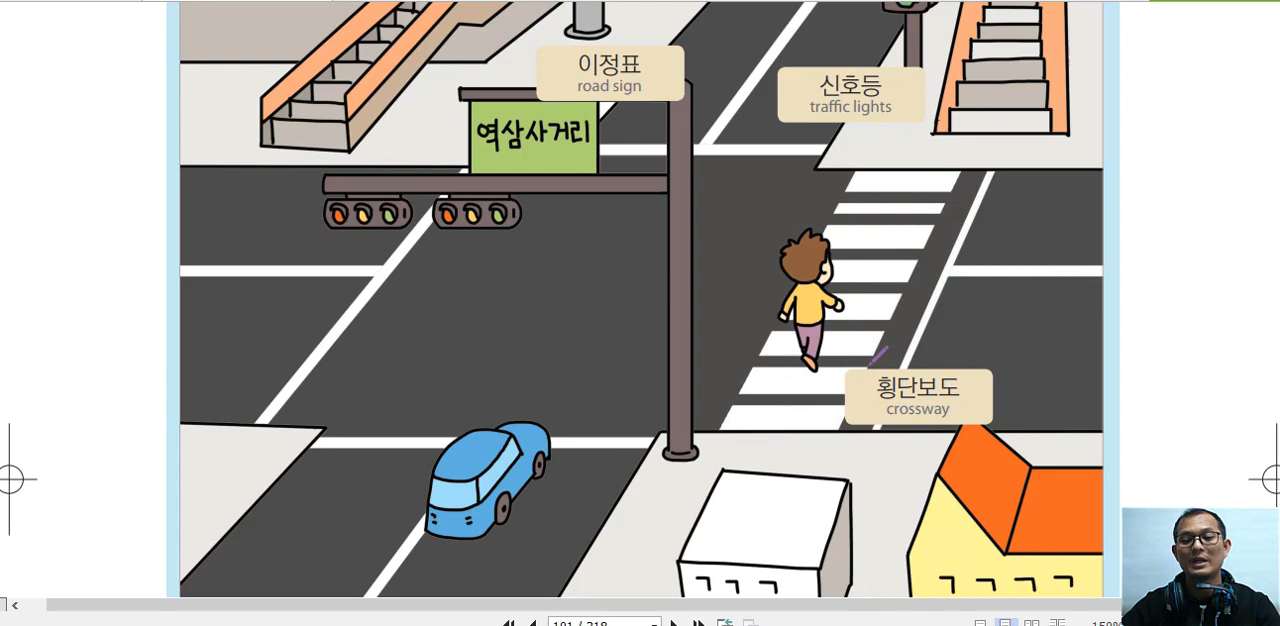 이정표
road sign
신호등
traffic lights
역삼사거리
횡단보도
crossway